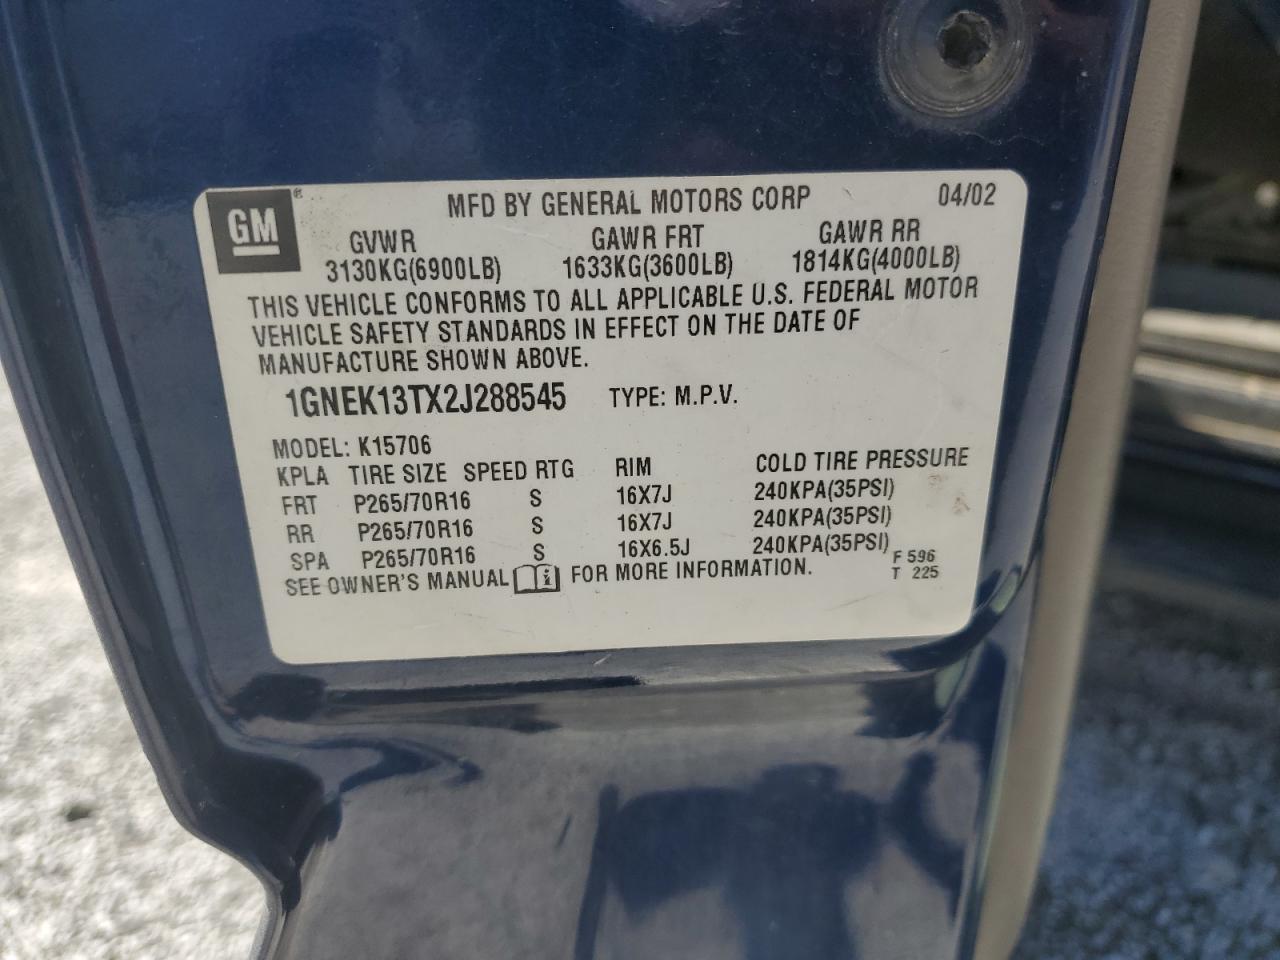 GM ® MFD BY GENERAL MOTORS CORP 04/02
GVWR GAWR FRT GAWR RR
3130KG(6900LB) 1633KG(3600LB) 1814KG(4000LB)
THIS VEHICLE CONFORMS TO ALL APPLICABLE U.S. FEDERAL MOTOR
VEHICLE SAFETY STANDARDS IN EFFECT ON THE DATE OF
MANUFACTURE SHOWN ABOVE.
1GNEK13TX2J288545 TYPE: M.P.V.
MODEL: K15706
KPLA TIRE SIZE SPEED RTG RIM COLD TIRE PRESSURE
FRT P265/70R16 S 16X7J 240KPA(35PSI)
RR P265/70R16 S 16X7J 240KPA(35PSI)
SPA P265/70R16 S 16X6.5J 240KPA(35PSI) F 596
SEE OWNER'S MANUAL FOR MORE INFORMATION. T 225